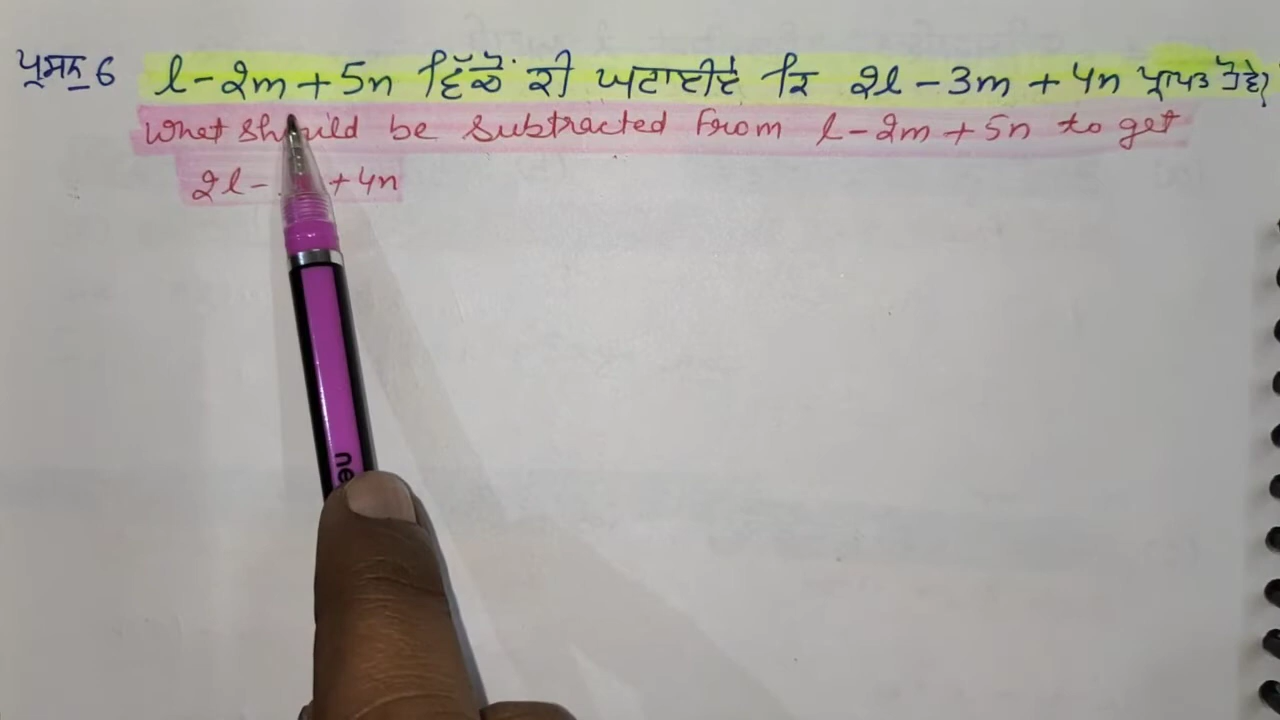 ਪ੍ਰਸ਼ਨ 6 l - 2m + 5n ਵਿੱਚੋਂ ਕੀ ਘਟਾਈਏ ਕਿ 2l - 3m + 4n ਪ੍ਰਾਪਤ ਹੋਵੇ?
What should be subtracted from l - 2m + 5n to get
2l - + 4n
ne